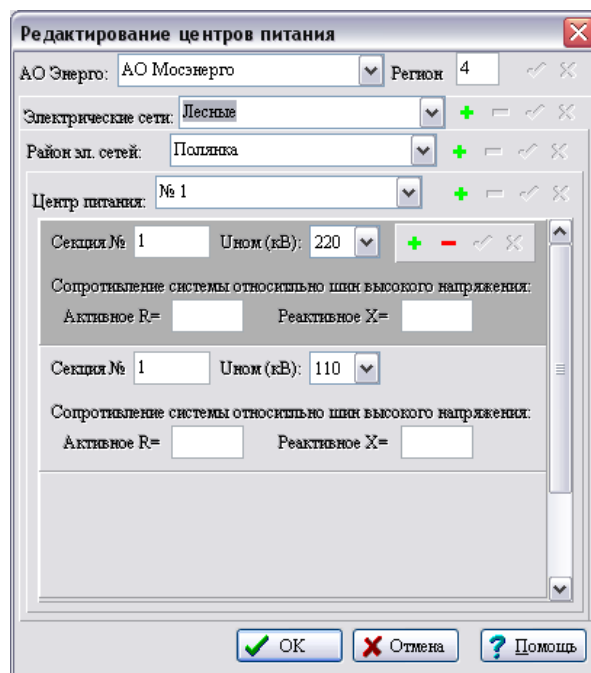 Редактирование центров питания
АО Энерго: АО Мосэнерго Регион 4
Электрические сети: Лесные
Район эл. сетей: Полянка
Центр питания: № 1
Секция № 1 Uном (кВ): 220
Сопротивление системы относительно шин высокого напряжения:
Активное R= Реактивное X=
Секция № 1 Uном (кВ): 110
Сопротивление системы относительно шин высокого напряжения:
Активное R= Реактивное X=
OK Отмена Помощь